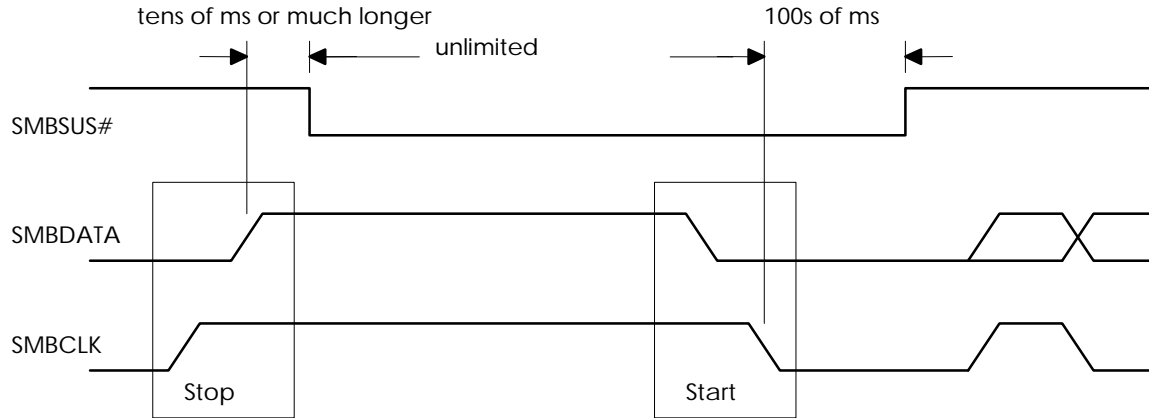 tens of ms or much longer
100s of ms
unlimited
SMBSUS#
SMBDATA
SMBCLK
Stop
Start